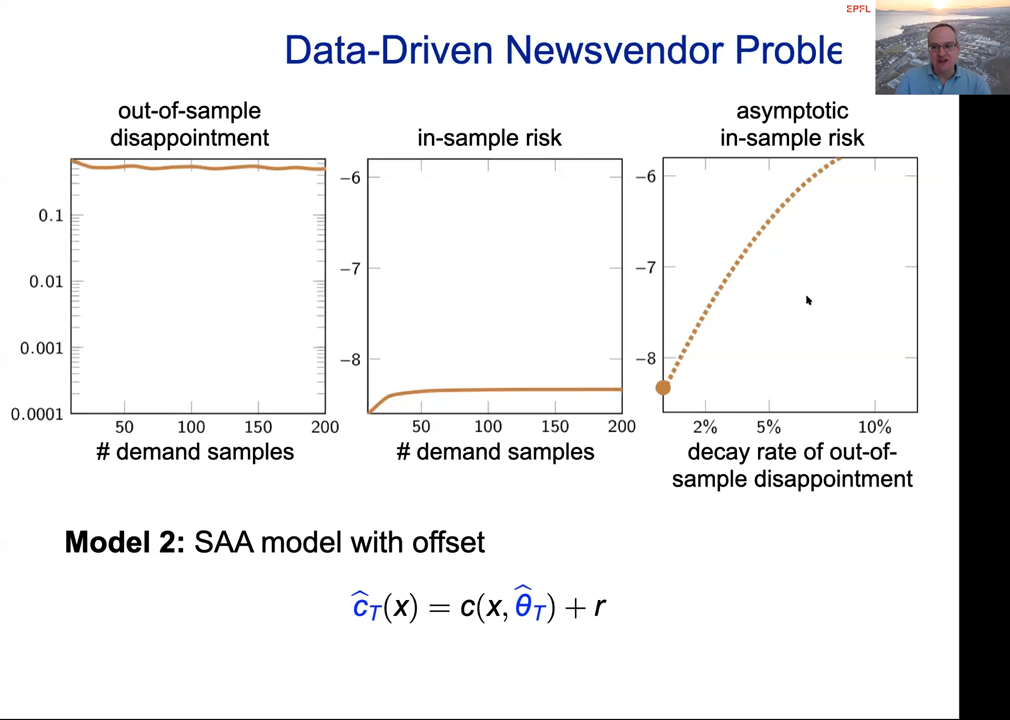 EPFL
Data-Driven Newsvendor Proble
out-of-sample
disappointment
0.1
0.01
0.001
0.0001
50 100 150 200
# demand samples
in-sample risk
−6
−7
−8
50 100 150 200
# demand samples
asymptotic
in-sample risk
−6
−7
−8
2% 5% 10%
decay rate of out-of-
sample disappointment
Model 2: SAA model with offset
ĉ_T(x) = c(x, θ̂_T) + r